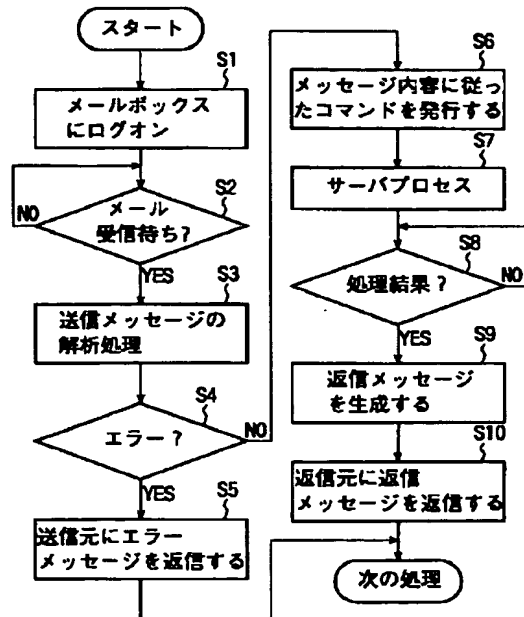 スタート
S1
メールボックス
にログオン
S2
メール
受信待ち?
NO
YES
S3
送信メッセージの
解析処理
S4
エラー?
NO
YES
S5
送信元にエラー
メッセージを返信する
S6
メッセージ内容に従っ
たコマンドを発行する
S7
サーバプロセス
S8
処理結果?
NO
YES
S9
返信メッセージ
を生成する
S10
返信元に返信
メッセージを返信する
次の処理